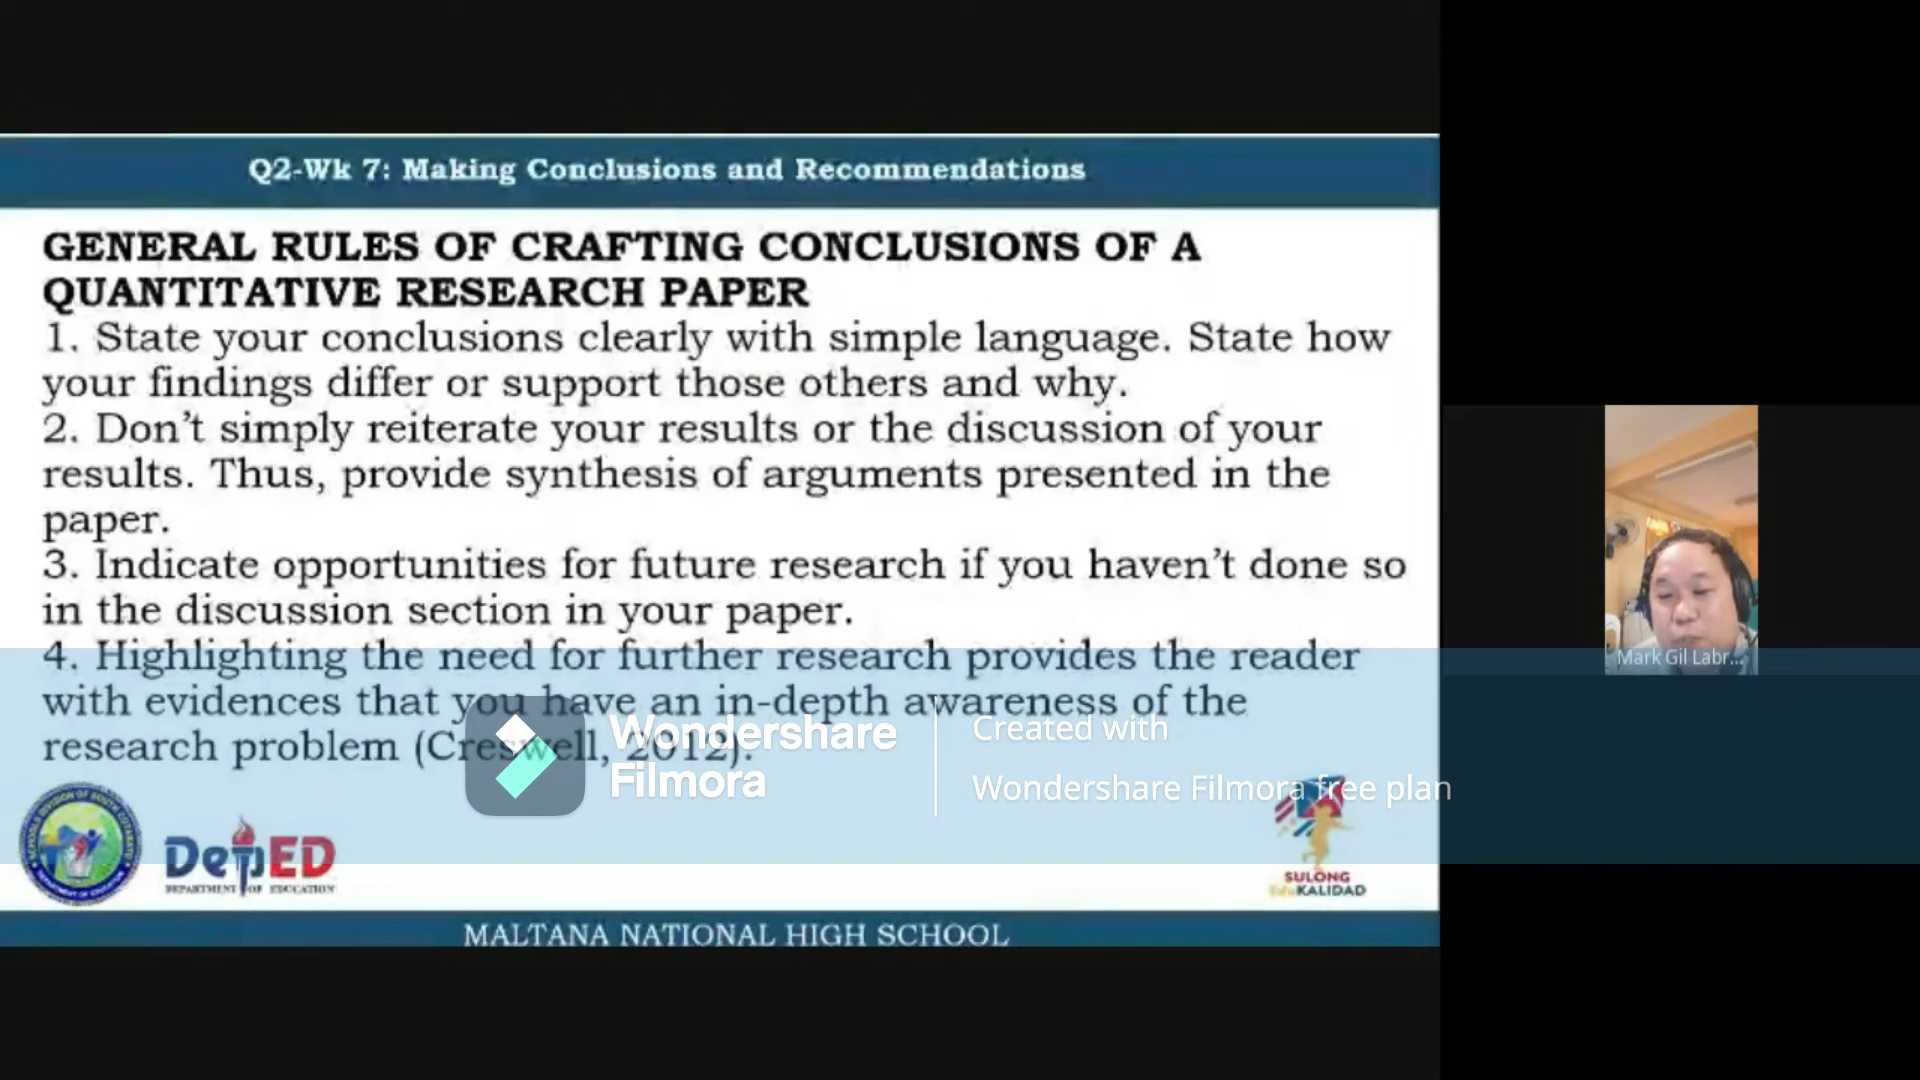 Q2-Wk 7: Making Conclusions and Recommendations
GENERAL RULES OF CRAFTING CONCLUSIONS OF A
QUANTITATIVE RESEARCH PAPER
1. State your conclusions clearly with simple language. State how
your findings differ or support those others and why.
2. Don’t simply reiterate your results or the discussion of your
results. Thus, provide synthesis of arguments presented in the
paper.
3. Indicate opportunities for future research if you haven’t done so
in the discussion section in your paper.
4. Highlighting the need for further research provides the reader
with evidences that you have an in-depth awareness of the
research problem (Creswell, 2012).
Wondershare
Filmora
Created with
Wondershare Filmora free plan
DepED
DEPARTMENT OF EDUCATION
SULONG
EduKALIDAD
MALTANA NATIONAL HIGH SCHOOL
Mark Gil Labr...